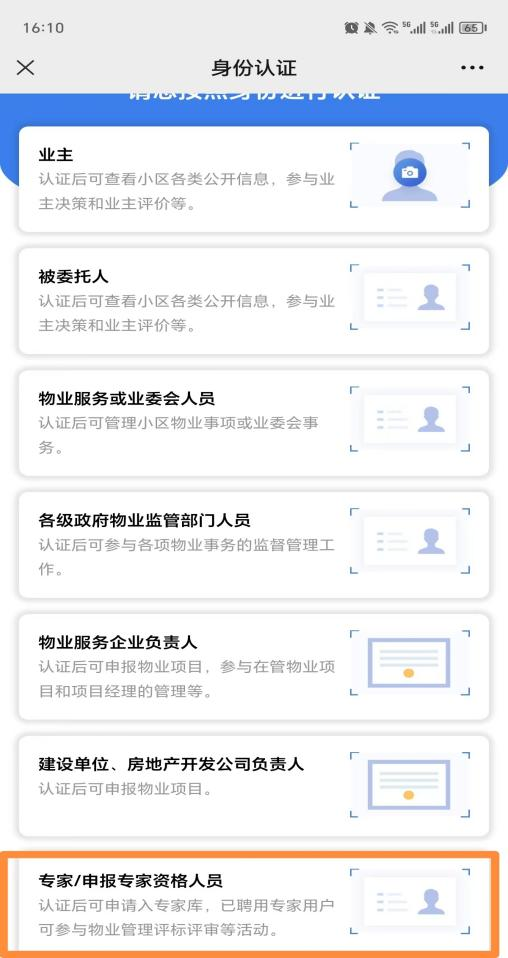 16:10
5G 5G 65
身份认证
请您按照身份进行认证
业主
认证后可查看小区各类公开信息，参与业
主决策和业主评价等。
被委托人
认证后可查看小区各类公开信息，参与业
主决策和业主评价等。
物业服务或业委会人员
认证后可管理小区物业事项或业委会事
务。
各级政府物业监管部门人员
认证后可参与各项物业事务的监督管理工
作。
物业服务企业负责人
认证后可申报物业项目，参与在管物业项
目和项目经理的管理等。
建设单位、房地产开发公司负责人
认证后可申报物业项目。
专家/申报专家资格人员
认证后可申请入专家库，已聘用专家用户
可参与物业管理评标评审等活动。